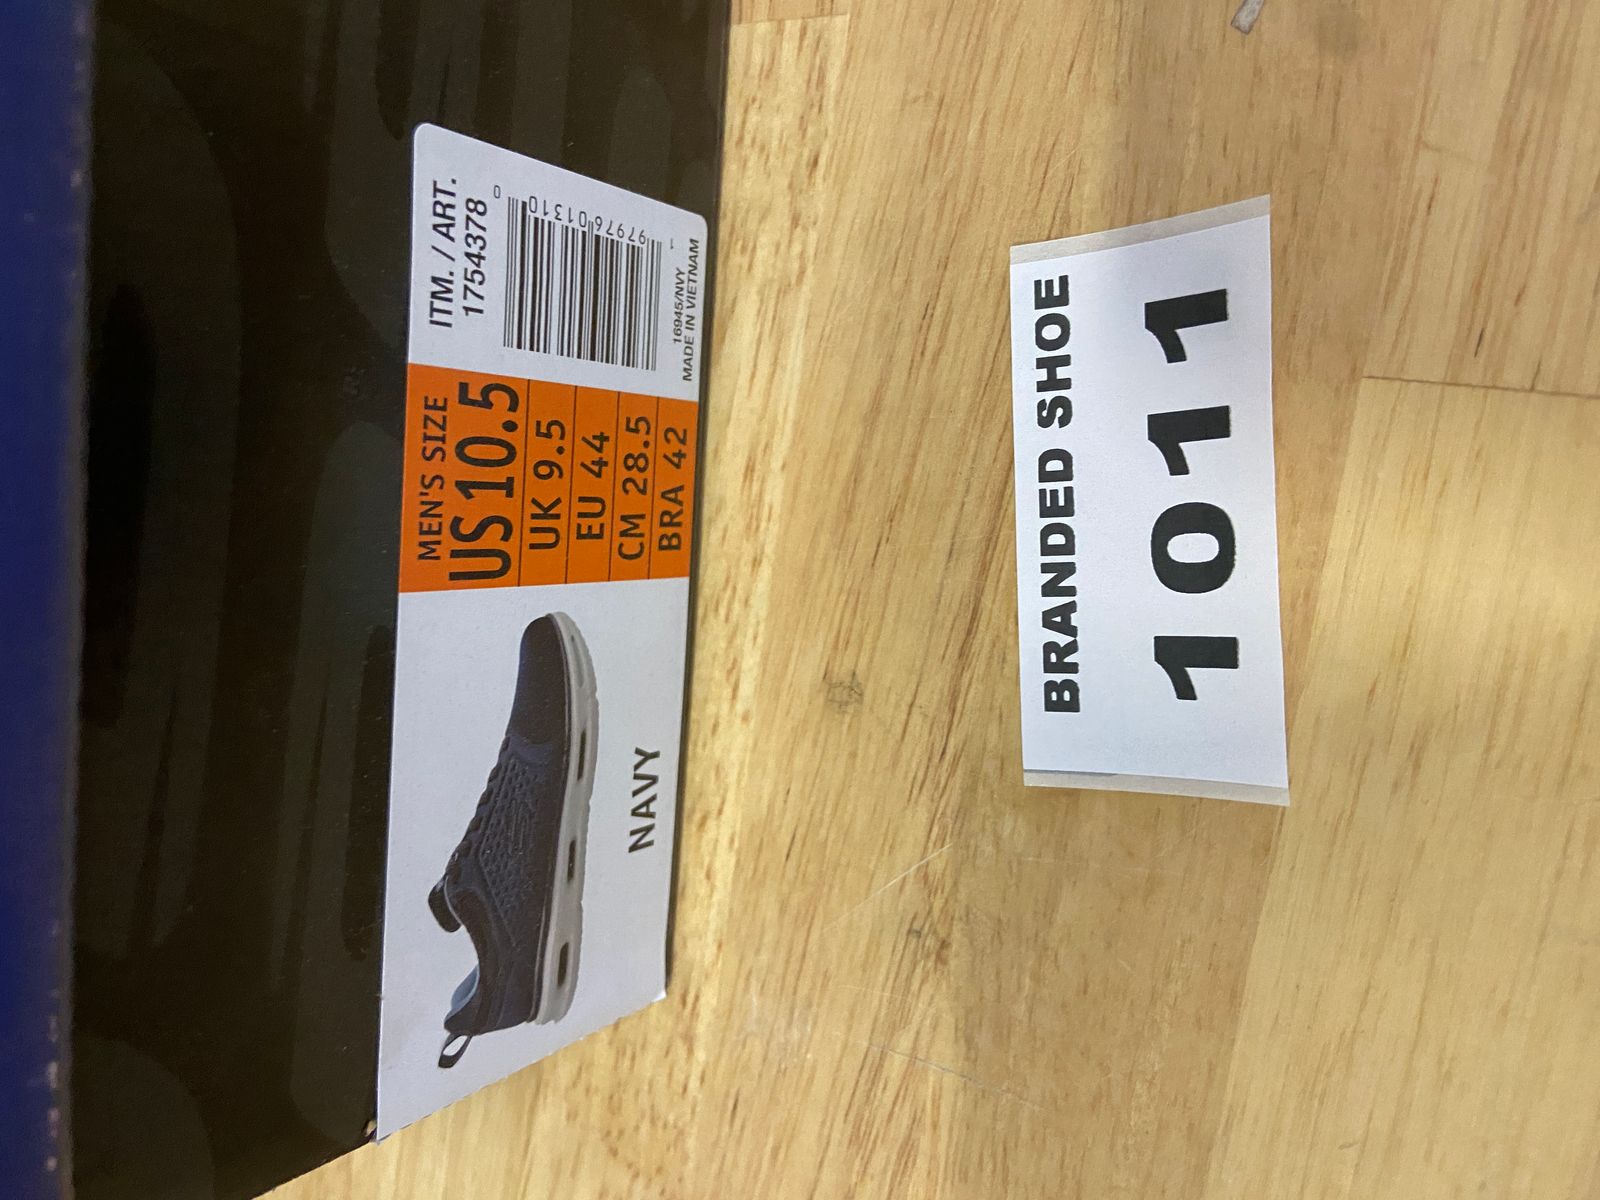 ITM. / ART.
1754378
MEN'S SIZE
US 10.5
UK 9.5
EU 44
CM 28.5
BRA 42
NAVY
1 97976 01310 0
16945/NVY
MADE IN VIETNAM
BRANDED SHOE
1011